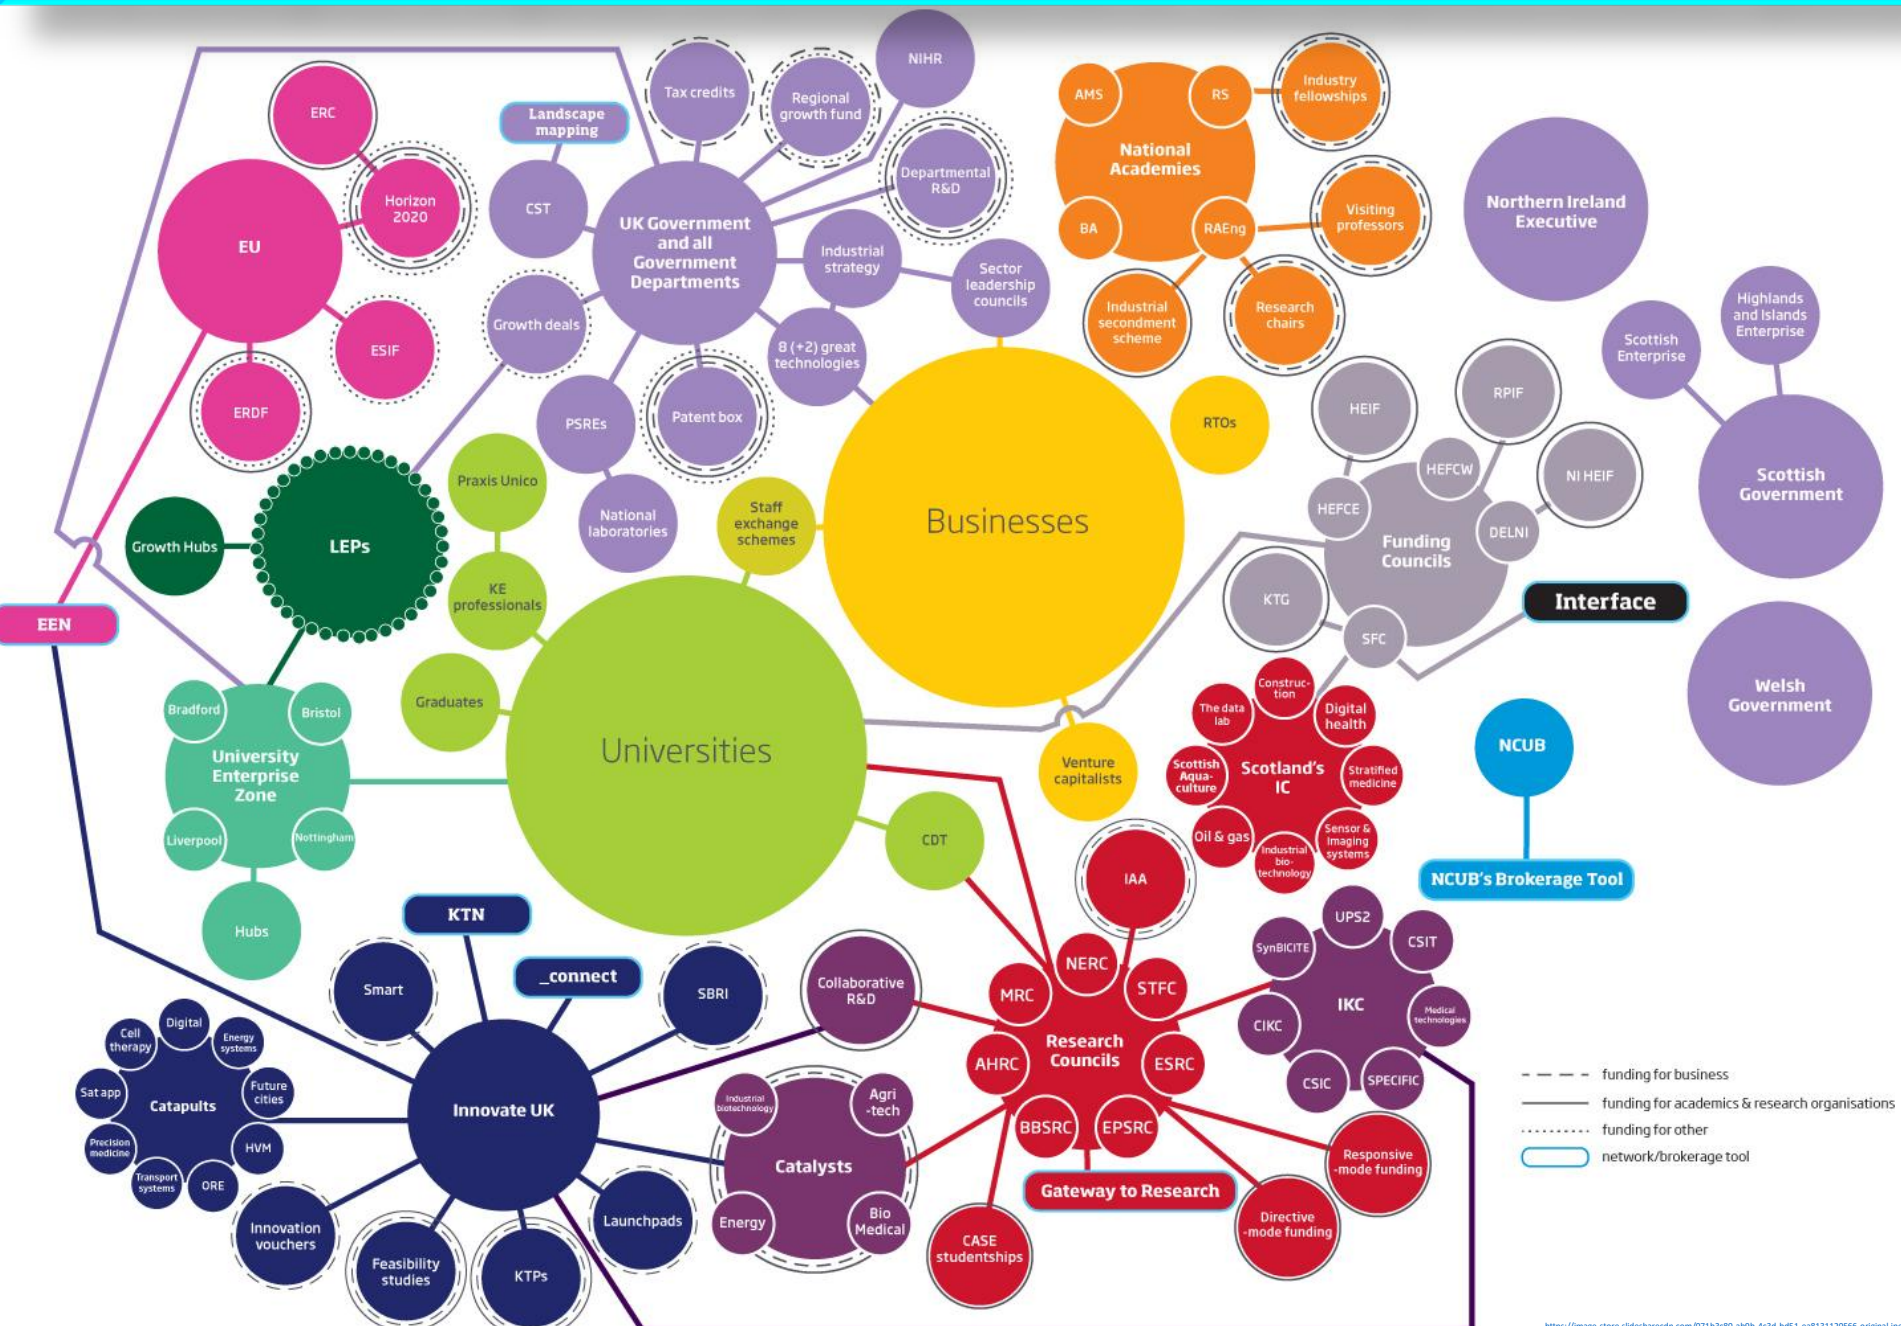 NIHR
Tax credits
Regional
growth fund
Landscape
mapping
ERC
Horizon
2020
EU
CST
UK Government
and all
Government
Departments
Departmental
R&D
Industrial
strategy
Sector
leadership
councils
Growth deals
8 (+2) great
technologies
ESIF
ERDF
PSREs
Patent box
National
laboratories
AMS
RS
Industry
fellowships
National
Academies
BA
RAEng
Visiting
professors
Industrial
secondment
scheme
Research
chairs
Northern Ireland
Executive
Scottish
Enterprise
Highlands
and Islands
Enterprise
Scottish
Government
Welsh
Government
RTOs
HEIF
RPIF
HEFCW
NI HEIF
HEFCE
DELNI
Funding
Councils
KTG
SFC
Interface
Growth Hubs
LEPs
Praxis Unico
KE
professionals
Staff
exchange
schemes
Businesses
EEN
Graduates
Universities
Venture
capitalists
CDT
Bradford
Bristol
University
Enterprise
Zone
Liverpool
Nottingham
Hubs
Construc-
tion
The data
lab
Digital
health
Scottish
Aqua-
culture
Scotland's
IC
Stratified
medicine
Oil & gas
Industrial
bio-
technology
Sensor &
Imaging
systems
NCUB
NCUB's Brokerage Tool
KTN
_connect
Smart
SBRI
Collaborative
R&D
Innovate UK
Cell
therapy
Digital
Energy
systems
Sat app
Catapults
Future
cities
Precision
medicine
HVM
Transport
systems
ORE
Innovation
vouchers
Feasibility
studies
KTPs
Launchpads
Industrial
biotechnology
Agri
-tech
Catalysts
Energy
Bio
Medical
IAA
NERC
MRC
STFC
Research
Councils
AHRC
ESRC
BBSRC
EPSRC
Gateway to Research
CASE
studentships
Directive
-mode funding
Responsive
-mode funding
UPS2
SynBICITE
CSIT
IKC
CIKC
Medical
technologies
CSIC
SPECIFIC
funding for business
funding for academics & research organisations
funding for other
network/brokerage tool